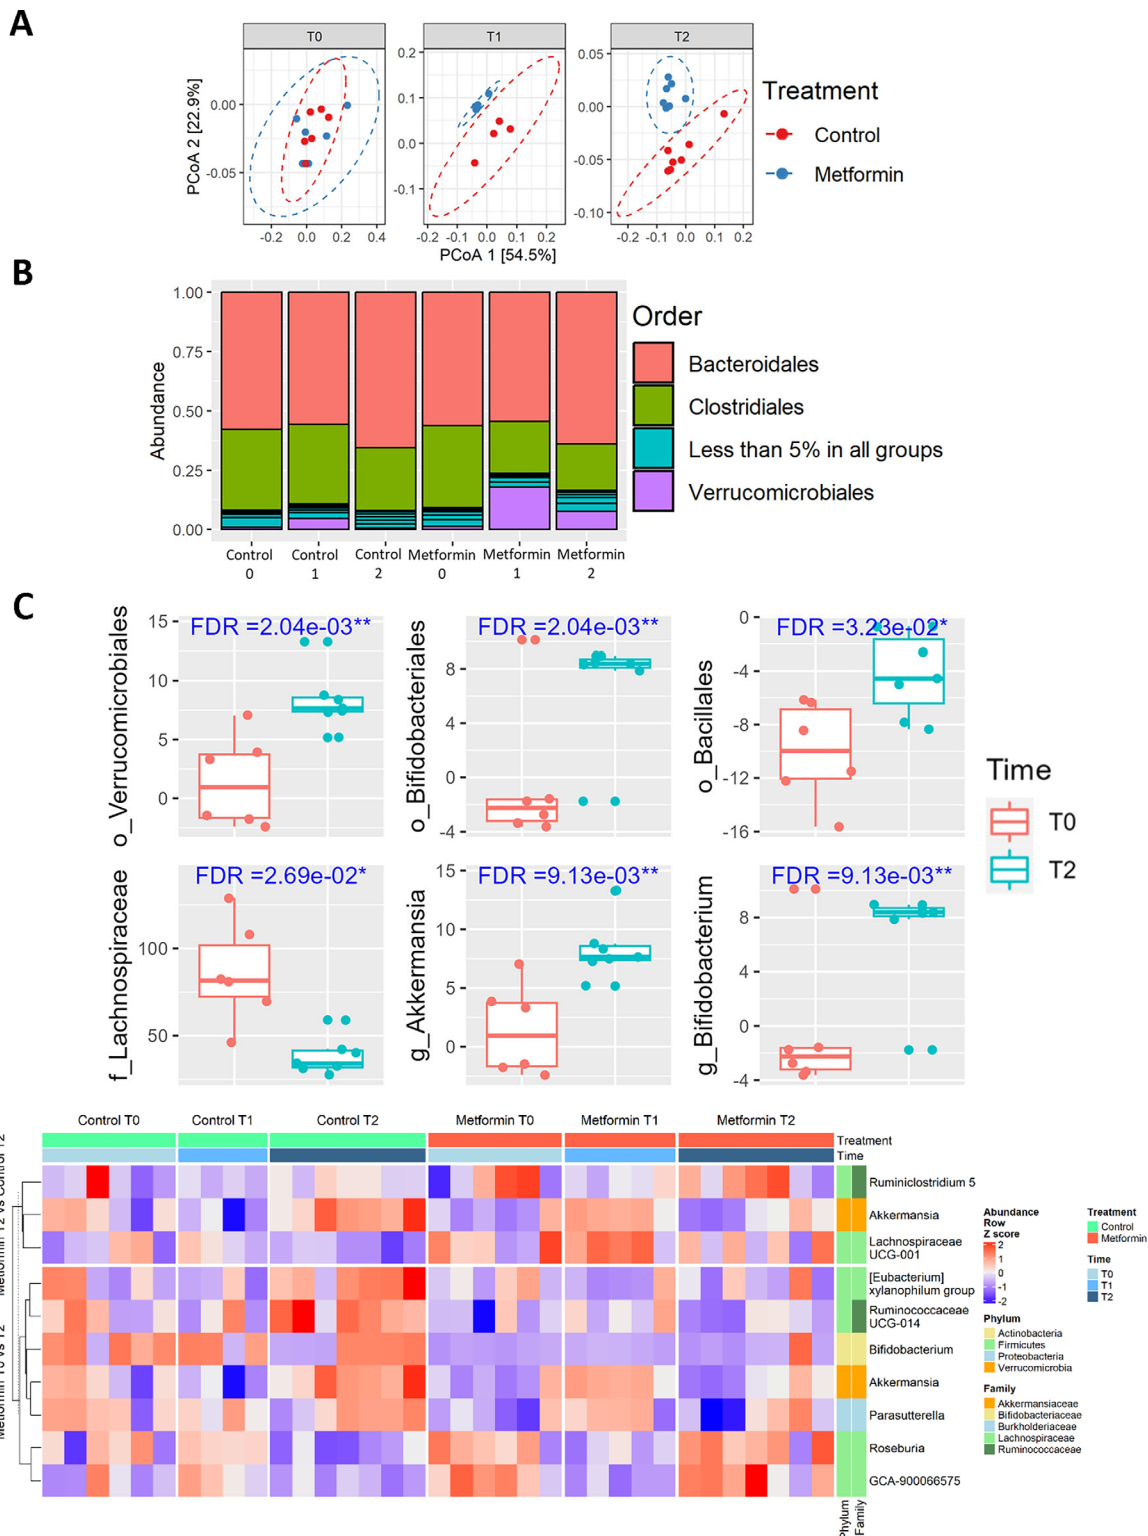 A
T0
T1
T2
PCoA 2 [22.9%]
0.00
-0.05
-0.2
0.0
0.2
0.4
0.2
0.1
0.0
-0.1
-0.2
-0.1
0.0
0.1
0.2
0.05
0.00
-0.05
-0.10
-0.2
-0.1
0.0
0.1
0.2
PCoA 1 [54.5%]
Treatment
Control
Metformin
B
Abundance
1.00
0.75
0.50
0.25
0.00
Control 0
Control 1
Control 2
Metformin 0
Metformin 1
Metformin 2
Order
Bacteroidales
Clostridiales
Less than 5% in all groups
Verrucomicrobiales
C
o_Verrucomicrobiales
15
10
5
0
FDR =2.04e-03**
o_Bifidobacteriales
8
4
0
-4
FDR =2.04e-03**
o_Bacillales
0
-4
-8
-12
-16
FDR =3.23e-02*
Time
T0
T2
f_Lachnospiraceae
100
50
FDR =2.69e-02*
g_Akkermansia
15
10
5
0
FDR =9.13e-03**
g_Bifidobacterium
8
4
0
-4
FDR =9.13e-03**
Control T0
Control T1
Control T2
Metformin T0
Metformin T1
Metformin T2
Treatment
Time
Metformin T2 vs Control T2
Metformin T0 vs T2
Ruminiclostridium 5
Akkermansia
Lachnospiraceae
UCG-001
[Eubacterium]
xylanophilum group
Ruminococcaceae
UCG-014
Bifidobacterium
Akkermansia
Parasutterella
Roseburia
GCA-900066575
Phylum
Family
Abundance
Row
Z score
2
1
0
-1
-2
Treatment
Control
Metformin
Time
T0
T1
T2
Phylum
Actinobacteria
Firmicutes
Proteobacteria
Verrucomicrobia
Family
Akkermansiaceae
Bifidobacteriaceae
Burkholderiaceae
Lachnospiraceae
Ruminococcaceae